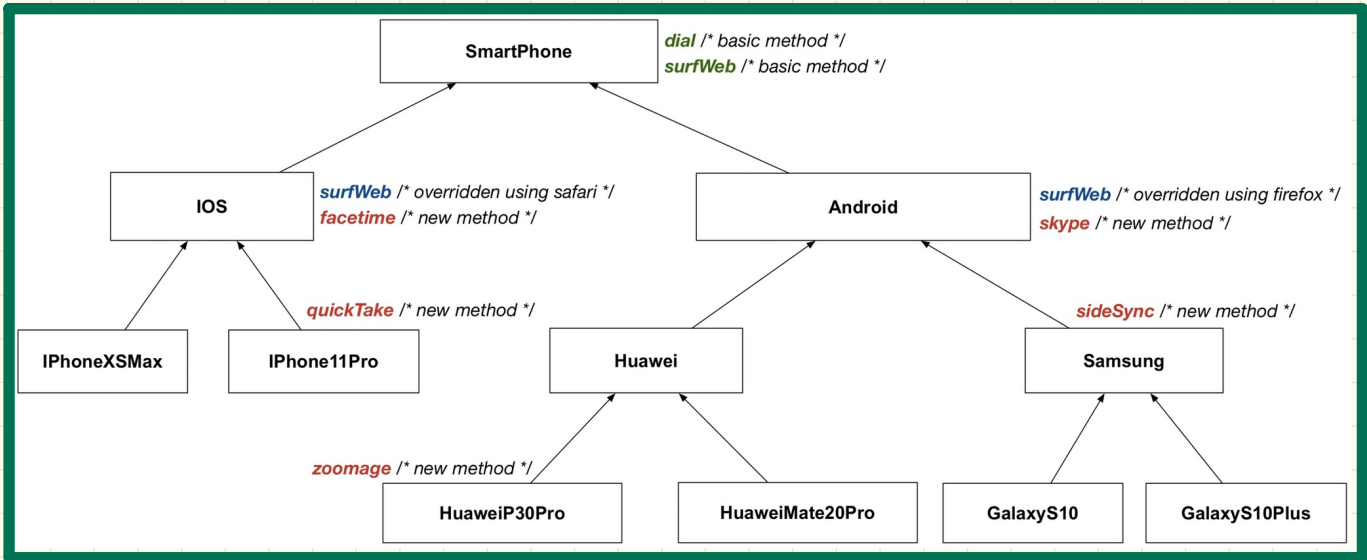 SmartPhone
dial /* basic method */
surfWeb /* basic method */
IOS
surfWeb /* overridden using safari */
facetime /* new method */
Android
surfWeb /* overridden using firefox */
skype /* new method */
quickTake /* new method */
sideSync /* new method */
IPhoneXSMax
IPhone11Pro
Huawei
Samsung
zoomage /* new method */
HuaweiP30Pro
HuaweiMate20Pro
GalaxyS10
GalaxyS10Plus